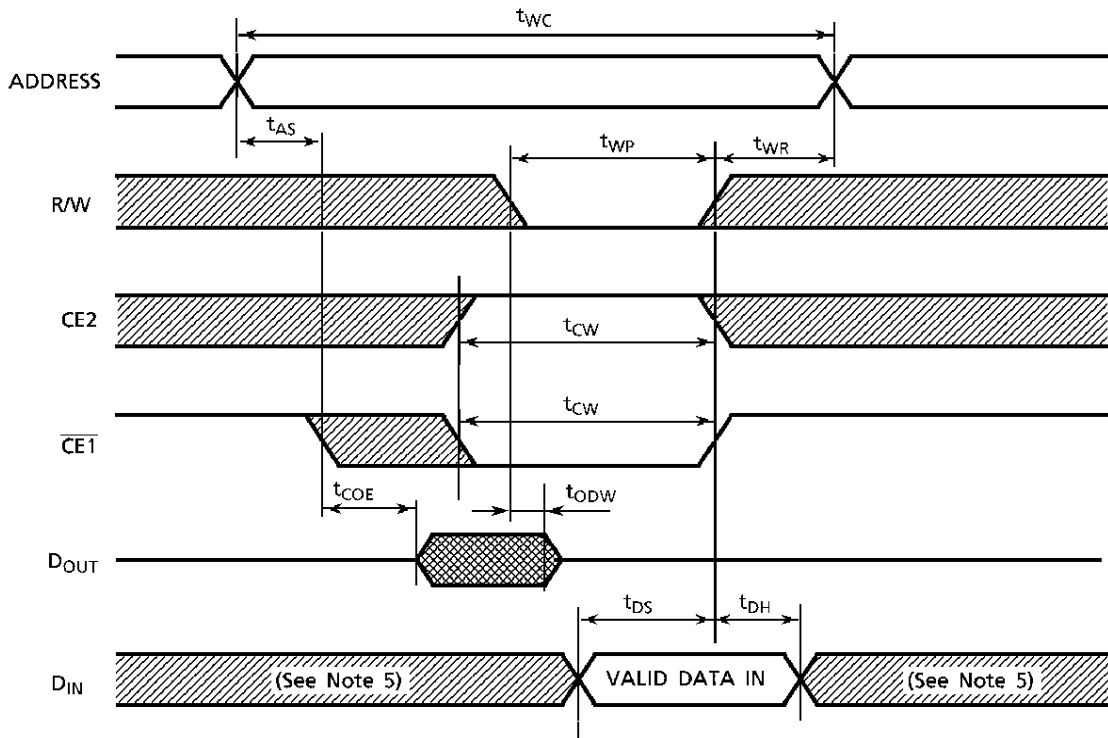 tWC
ADDRESS
tAS
tWP
tWR
R/W
CE2
tCW
tCW
CE1
tCOE
tODW
DOUT
tDS
tDH
DIN
(See Note 5)
VALID DATA IN
(See Note 5)